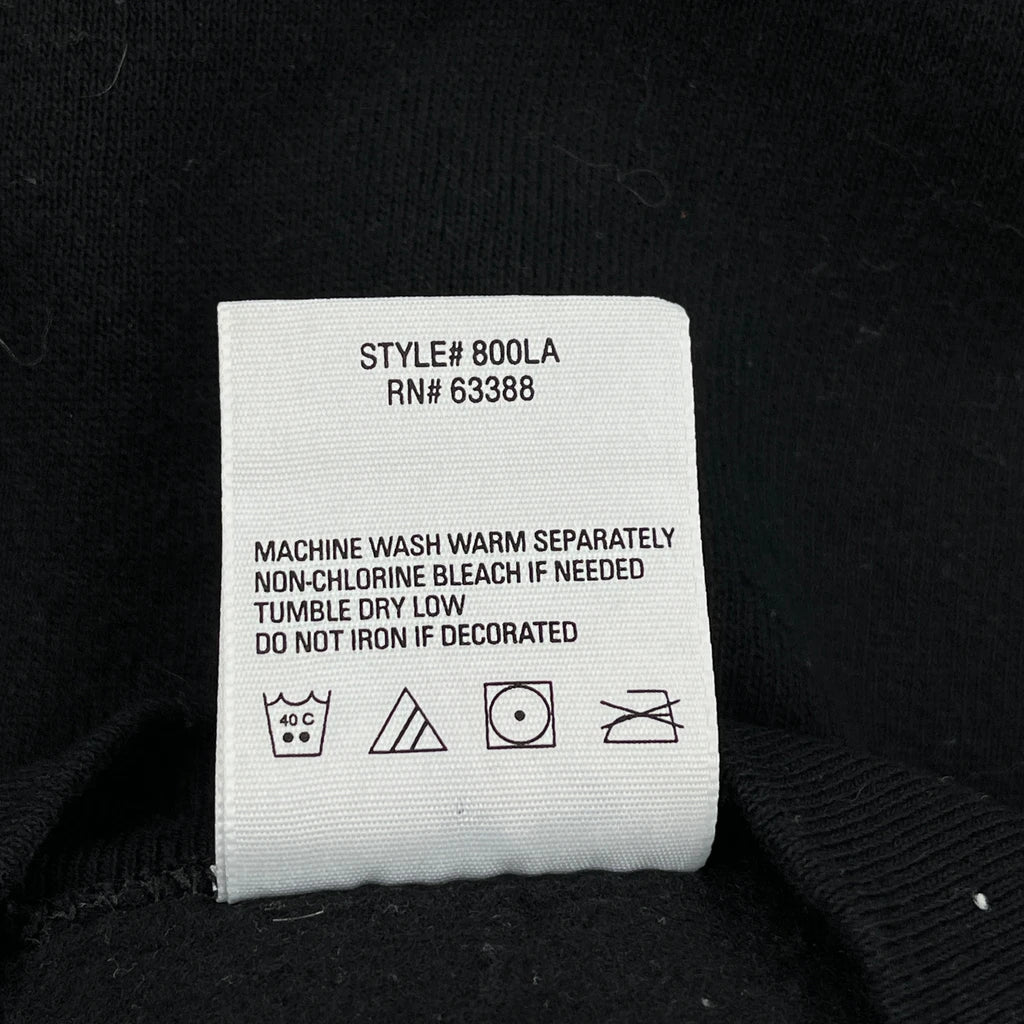 STYLE# 800LA
RN# 63388
MACHINE WASH WARM SEPARATELY
NON-CHLORINE BLEACH IF NEEDED
TUMBLE DRY LOW
DO NOT IRON IF DECORATED
40 C